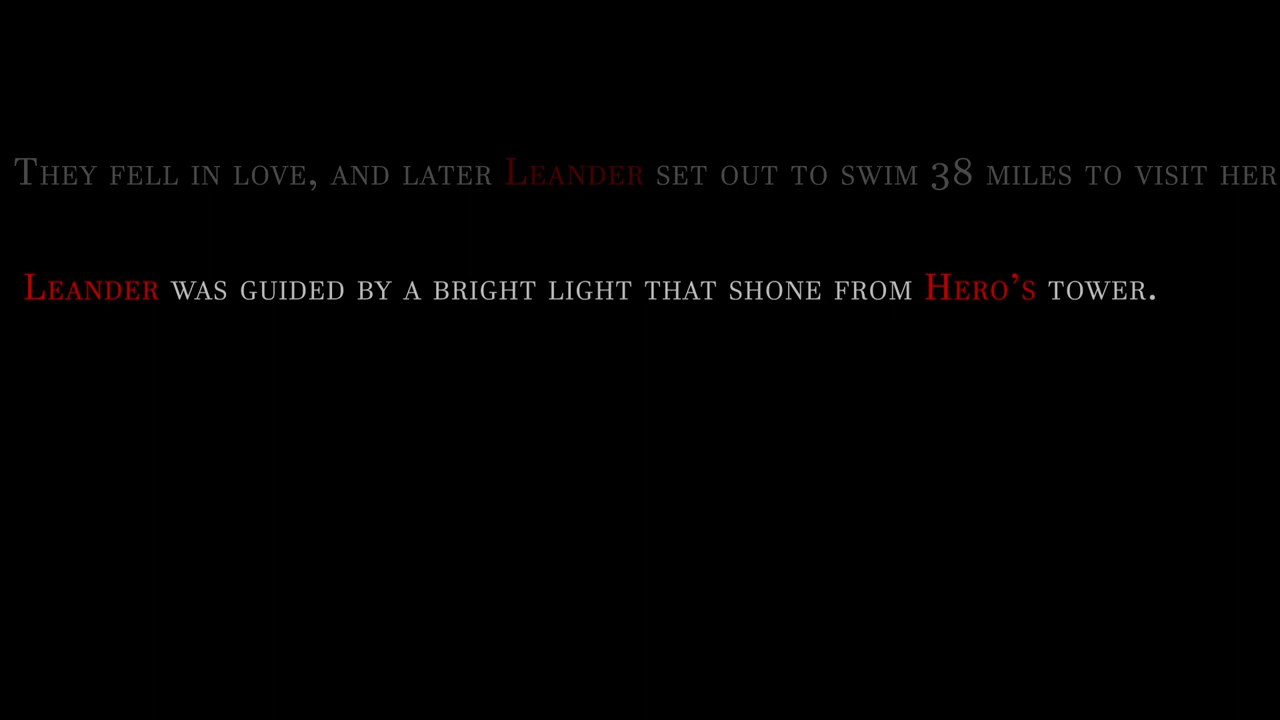 They fell in love, and later Leander set out to swim 38 miles to visit her
Leander was guided by a bright light that shone from Hero's tower.